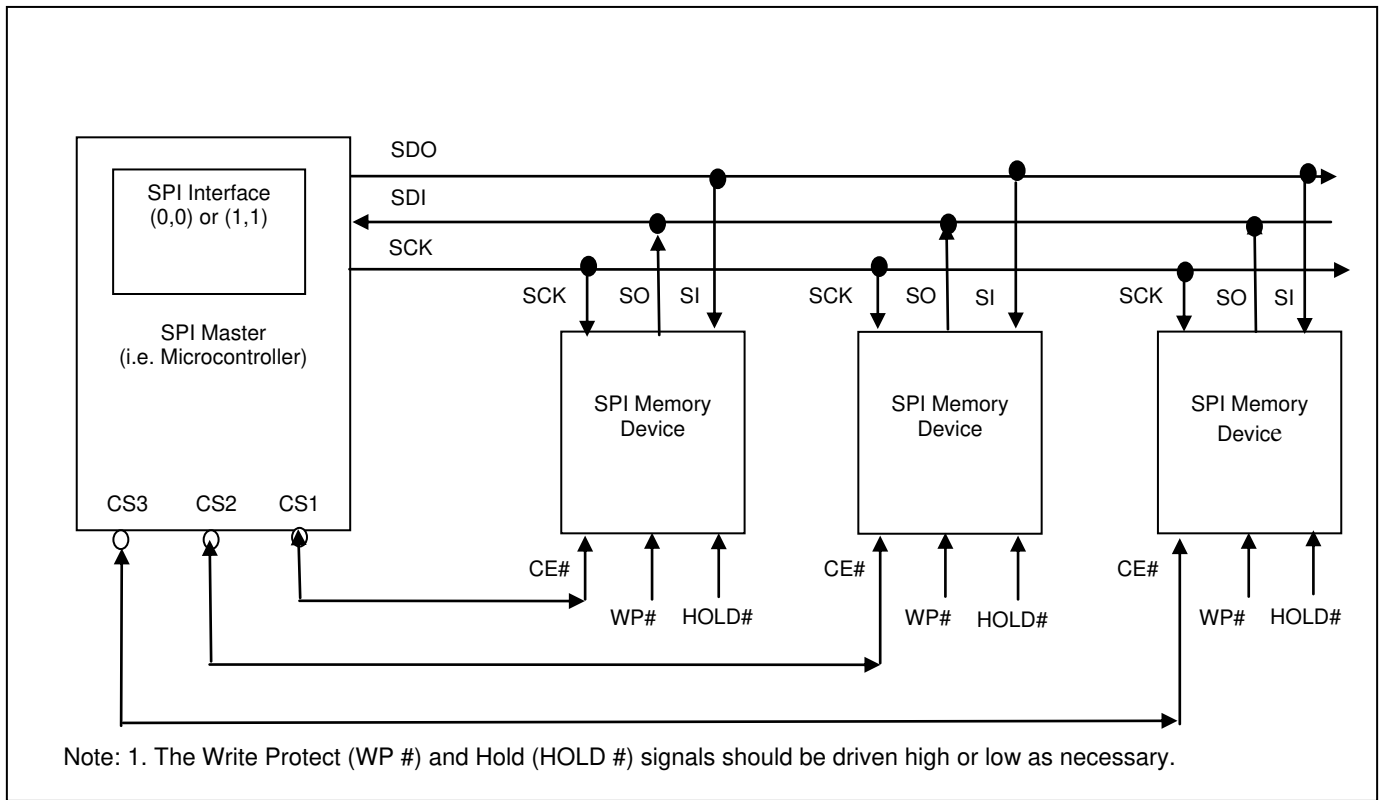 SDO
SPI Interface
(0,0) or (1,1)
SDI
SCK
SCK SO SI
SCK SO SI
SCK SO SI
SPI Master
(i.e. Microcontroller)
SPI Memory
Device
SPI Memory
Device
SPI Memory
Device
CS3 CS2 CS1
CE#
WP# HOLD#
CE#
WP# HOLD#
CE#
WP# HOLD#
Note: 1. The Write Protect (WP #) and Hold (HOLD #) signals should be driven high or low as necessary.